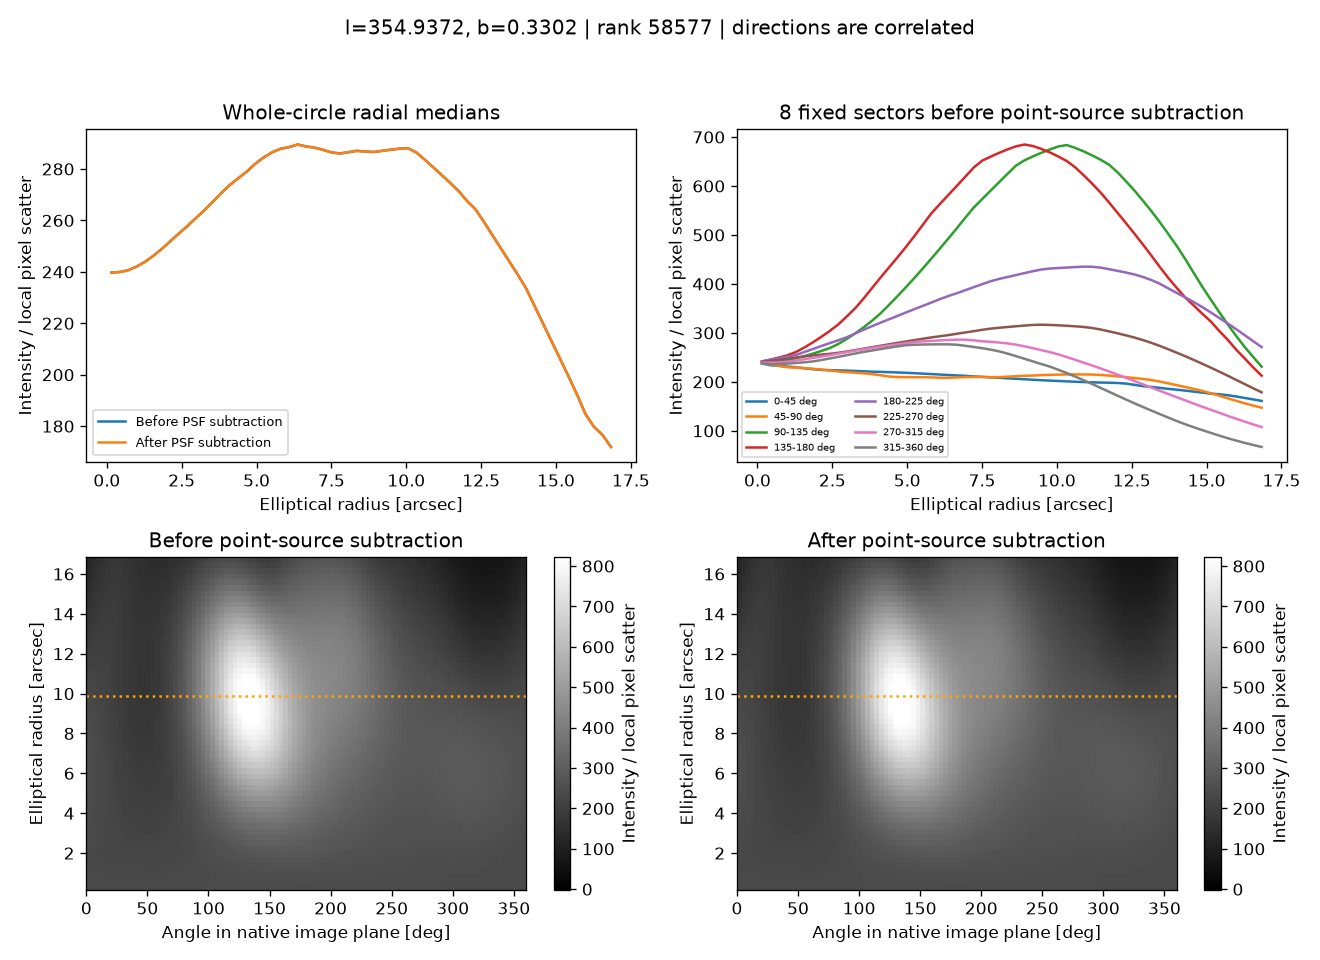 l=354.9372, b=0.3302 | rank 58577 | directions are correlated
Whole-circle radial medians
Intensity / local pixel scatter
280
260
240
220
200
180
Before PSF subtraction
After PSF subtraction
0.0 2.5 5.0 7.5 10.0 12.5 15.0 17.5
Elliptical radius [arcsec]
8 fixed sectors before point-source subtraction
Intensity / local pixel scatter
700
600
500
400
300
200
100
0-45 deg
45-90 deg
90-135 deg
135-180 deg
180-225 deg
225-270 deg
270-315 deg
315-360 deg
0.0 2.5 5.0 7.5 10.0 12.5 15.0 17.5
Elliptical radius [arcsec]
Before point-source subtraction
Elliptical radius [arcsec]
16
14
12
10
8
6
4
2
0 50 100 150 200 250 300 350
Angle in native image plane [deg]
800
700
600
500
400
300
200
100
0
Intensity / local pixel scatter
After point-source subtraction
Elliptical radius [arcsec]
16
14
12
10
8
6
4
2
0 50 100 150 200 250 300 350
Angle in native image plane [deg]
800
700
600
500
400
300
200
100
0
Intensity / local pixel scatter